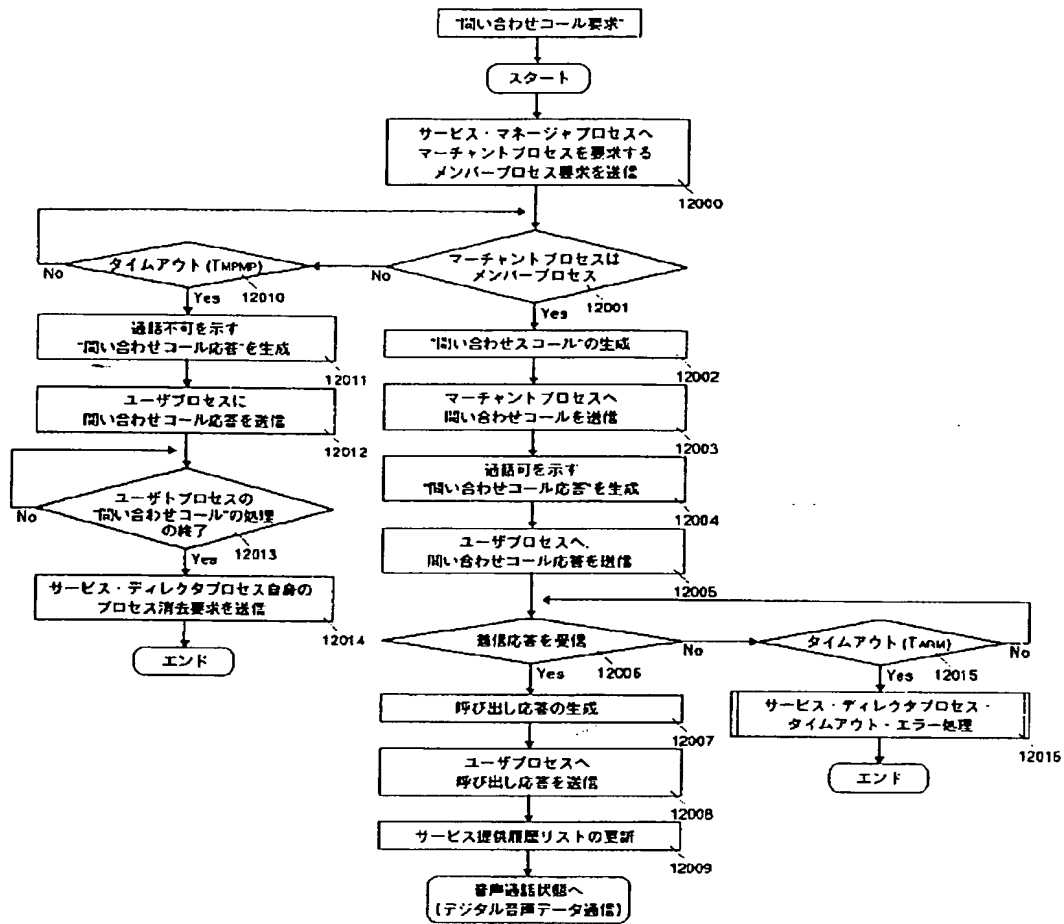 "問い合わせコール要求"
スタート
サービス・マネージャプロセスへ
マーチャントプロセスを要求する
メンバープロセス要求を送信
12000
マーチャントプロセスは
メンバープロセス
12001
No
Yes
タイムアウト (TMPMP)
12010
No
Yes
通話不可を示す
"問い合わせコール応答"を生成
12011
ユーザプロセスに
問い合わせコール応答を送信
12012
ユーザトプロセスの
"問い合わせコール"の処理
の終了
12013
No
Yes
サービス・ディレクタプロセス自身の
プロセス消去要求を送信
12014
エンド
"問い合わせスコール"の生成
12002
マーチャントプロセスへ
問い合わせコールを送信
12003
通話可を示す
"問い合わせコール応答"を生成
12004
ユーザプロセスへ
問い合わせコール応答を送信
12005
着信応答を受信
12006
No
Yes
タイムアウト (TARM)
12015
No
Yes
サービス・ディレクタプロセス・
タイムアウト・エラー処理
12016
エンド
呼び出し応答の生成
12007
ユーザプロセスへ
呼び出し応答を送信
12008
サービス提供履歴リストの更新
12009
音声通話状態へ
(デジタル音声データ通信)